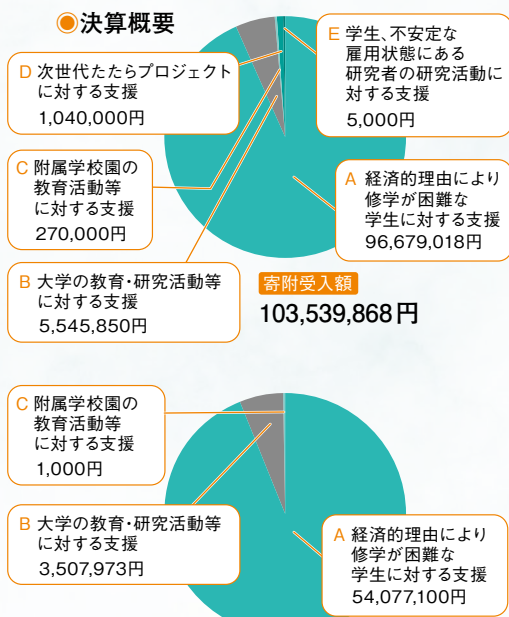 ◉決算概要
E 学生、不安定な
雇用状態にある
研究者の研究活動に
対する支援
5,000円
D 次世代たたらプロジェクト
に対する支援
1,040,000円
C 附属学校園の
教育活動等
に対する支援
270,000円
A 経済的理由により
修学が困難な
学生に対する支援
96,679,018円
B 大学の教育・研究活動等
に対する支援
5,545,850円
寄附受入額
103,539,868円
C 附属学校園の
教育活動等
に対する支援
1,000円
B 大学の教育・研究活動等
に対する支援
3,507,973円
A 経済的理由により
修学が困難な
学生に対する支援
54,077,100円